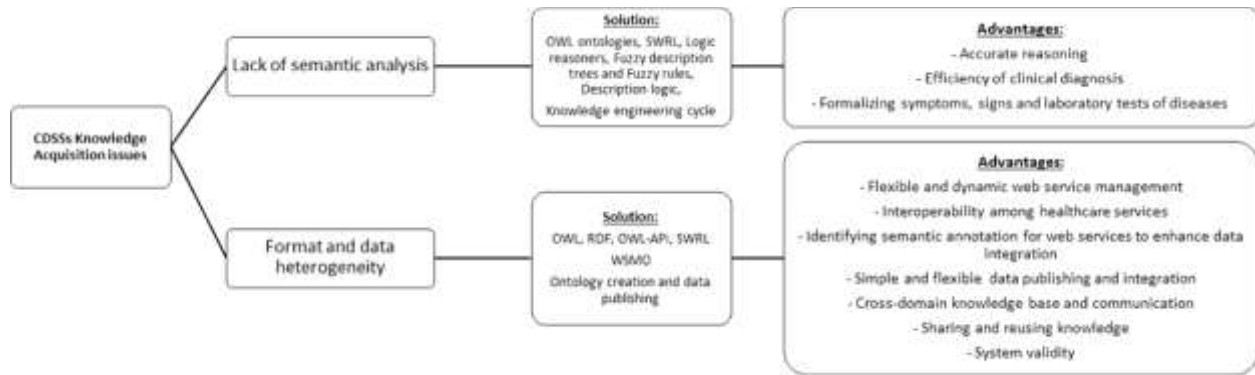 CDSSs Knowledge
Acquisition issues
Lack of semantic analysis
Solution:
OWL ontologies, SWRL, Logic
reasoners, Fuzzy description
trees and Fuzzy rules,
Description logic,
Knowledge engineering cycle
Advantages:
- Accurate reasoning
- Efficiency of clinical diagnosis
- Formalizing symptoms, signs and laboratory tests of diseases
Format and data
heterogeneity
Solution:
OWL, RDF, OWL-API, SWRL
WSMO
Ontology creation and data
publishing
Advantages:
- Flexible and dynamic web service management
- Interoperability among healthcare services
- Identifying semantic annotation for web services to enhance data
Integration
- Simple and flexible data publishing and integration
- Cross-domain knowledge base and communication
- Sharing and reusing knowledge
- System validity